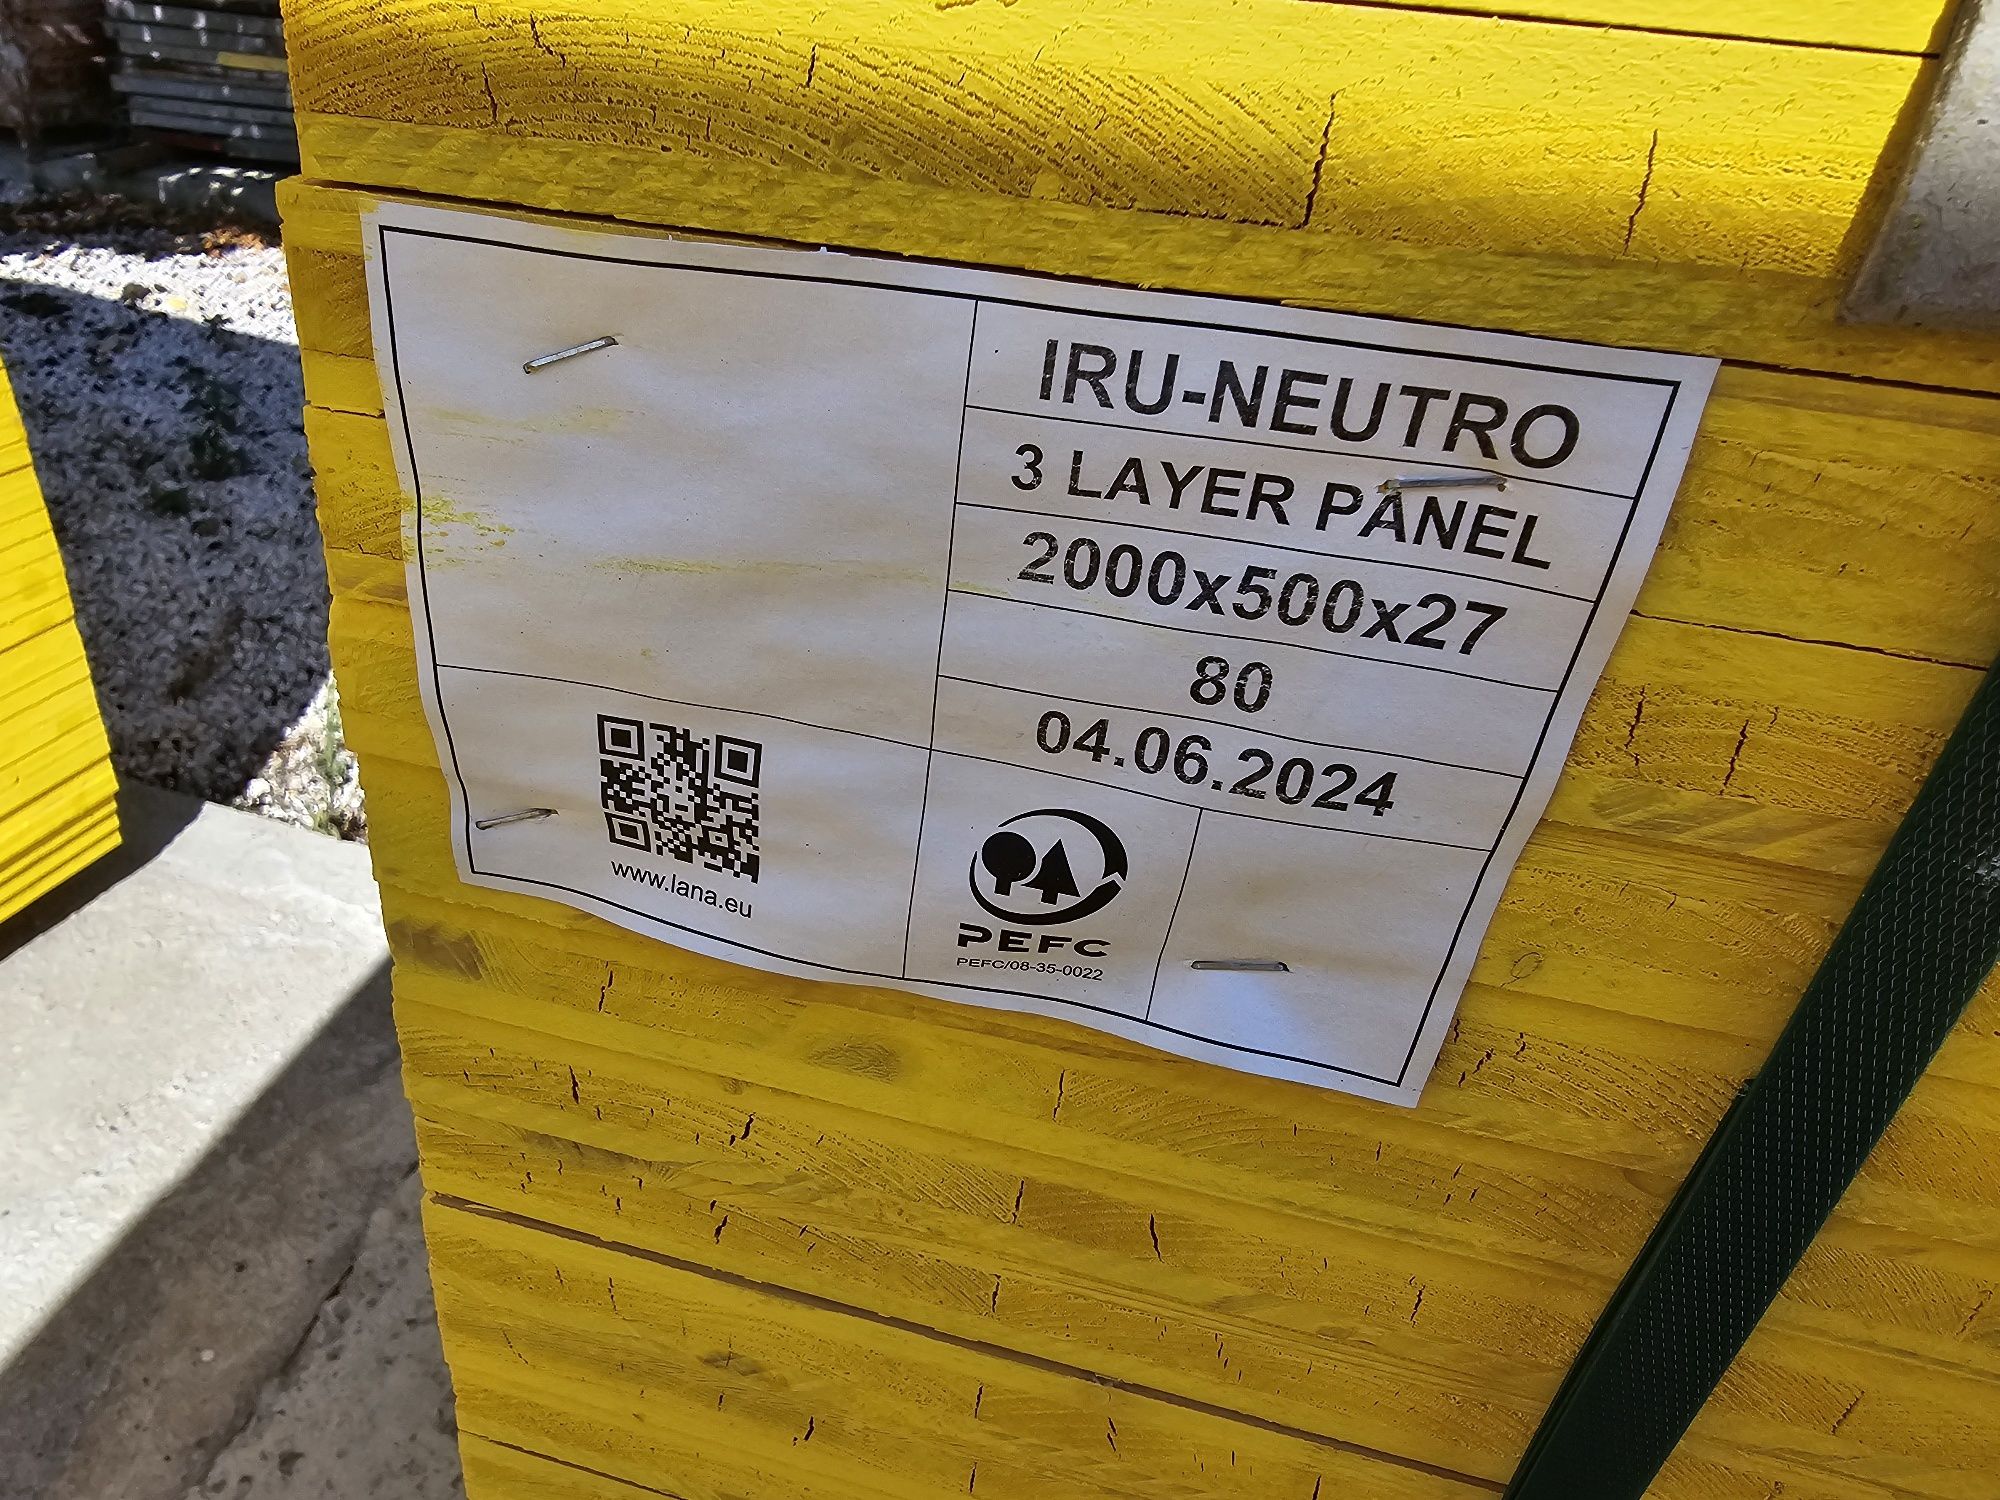 IRU-NEUTRO
3 LAYER PANEL
2000x500x27
80
04.06.2024
www.lana.eu
PEFC
PEFC/08-35-0022